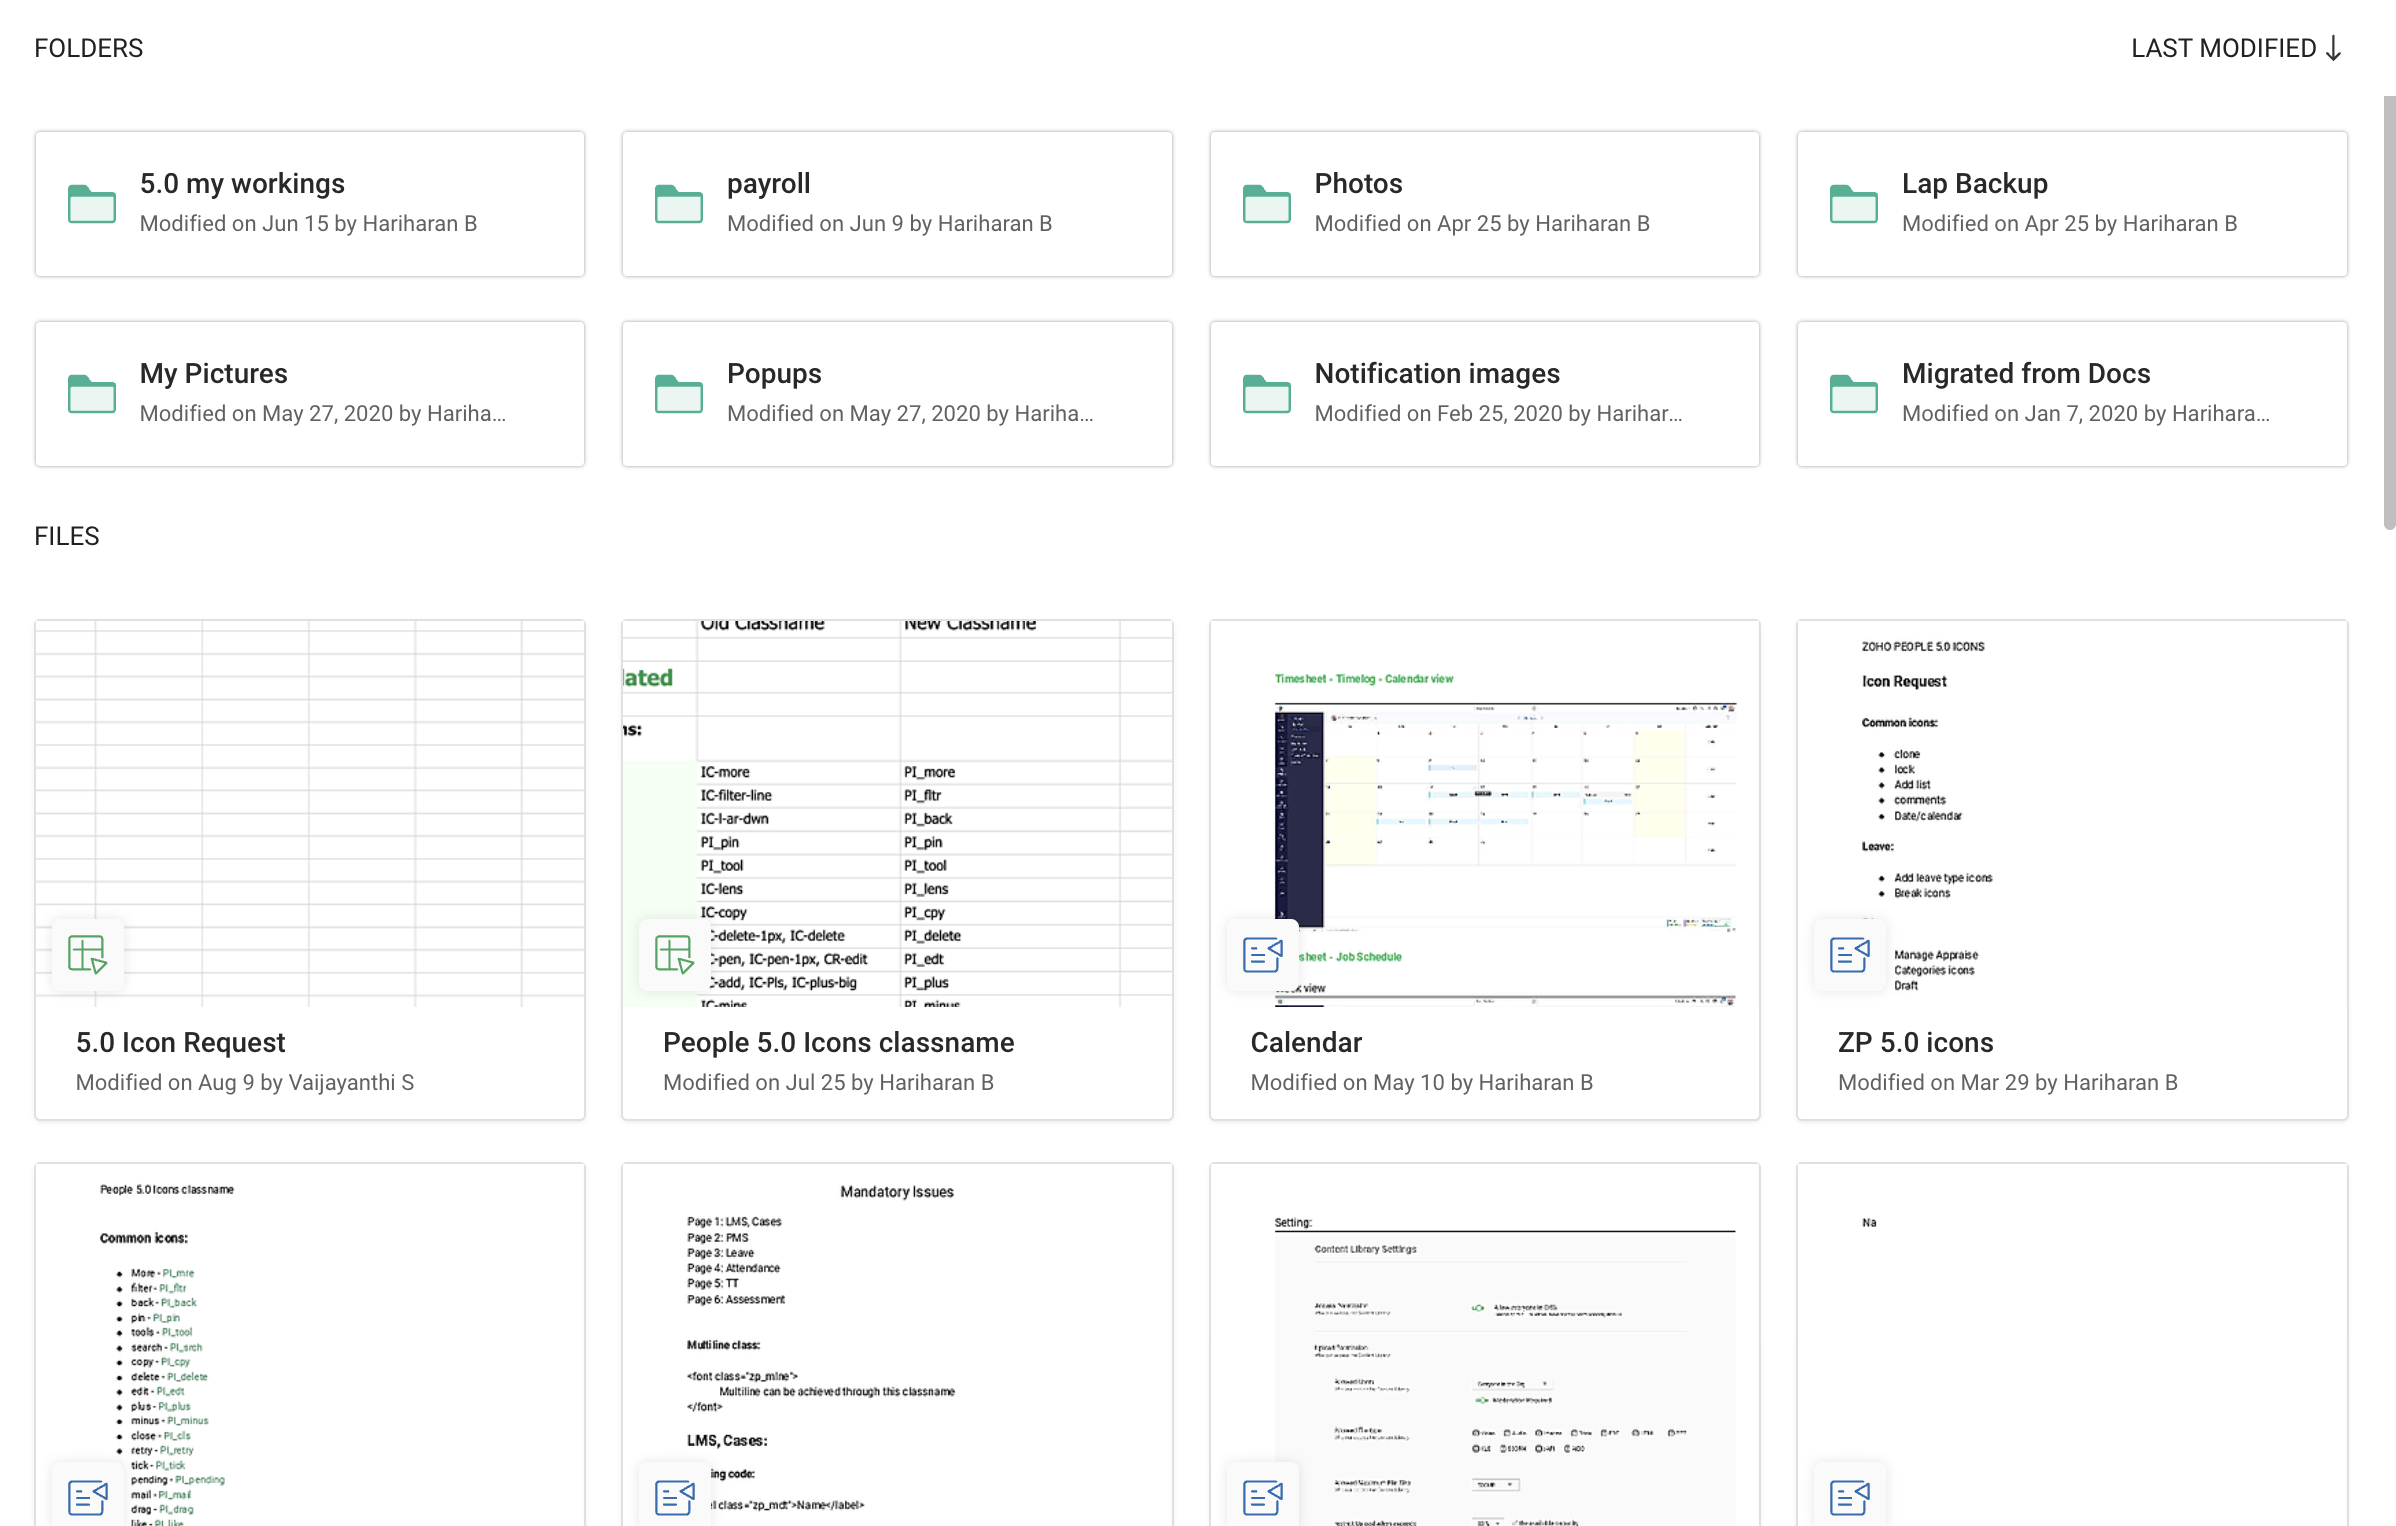 FOLDERS
LAST MODIFIED
5.0 my workings
Modified on Jun 15 by Hariharan B
payroll
Modified on Jun 9 by Hariharan B
Photos
Modified on Apr 25 by Hariharan B
Lap Backup
Modified on Apr 25 by Hariharan B
My Pictures
Modified on May 27, 2020 by Hariha...
Popups
Modified on May 27, 2020 by Hariha...
Notification images
Modified on Feb 25, 2020 by Harihar...
Migrated from Docs
Modified on Jan 7, 2020 by Harihara...
FILES
5.0 Icon Request
Modified on Aug 9 by Vaijayanthi S
Old Classname New Classname
lated
ns:
IC-more PI_more
IC-filter-line PI_fltr
IC-l-ar-dwn PI_back
PI_pin PI_pin
PI_tool PI_tool
IC-lens PI_lens
IC-copy PI_cpy
C-delete-1px, IC-delete PI_delete
C-pen, IC-pen-1px, CR-edit PI_edt
C-add, IC-Pls, IC-plus-big PI_plus
IC-mins PI_minus
People 5.0 Icons classname
Modified on Jul 25 by Hariharan B
Timesheet - Timelog - Calendar view
sheet - Job Schedule
view
Calendar
Modified on May 10 by Hariharan B
ZOHO PEOPLE 5.0 ICONS
Icon Request
Common icons:
clone
lock
Add list
comments
Date/calendar
Leave:
Add leave type icons
Break icons
Manage Appraise
Categories icons
Draft
ZP 5.0 icons
Modified on Mar 29 by Hariharan B
People 5.0 Icons classname
Common icons:
More - PI_mre
filter - PI_fltr
back - PI_back
pin - PI_pin
tools - PI_tool
search - PI_srch
copy - PI_cpy
delete - PI_delete
edit - PI_edt
plus - PI_plus
minus - PI_minus
close - PI_cls
retry - PI_retry
tick - PI_tick
pending - PI_pending
mail - PI_mail
drag - PI_drag
like - PI_like
Mandatory Issues
Page 1: LMS, Cases
Page 2: PMS
Page 3: Leave
Page 4: Attendance
Page 5: TT
Page 6: Assessment
Multiline class:
<font class="zp_mlne">
Multiline can be achieved through this classname
</font>
LMS, Cases:
ing code:
el class="zp_mdt">Name</label>
Setting:
Content Library Settings
Na